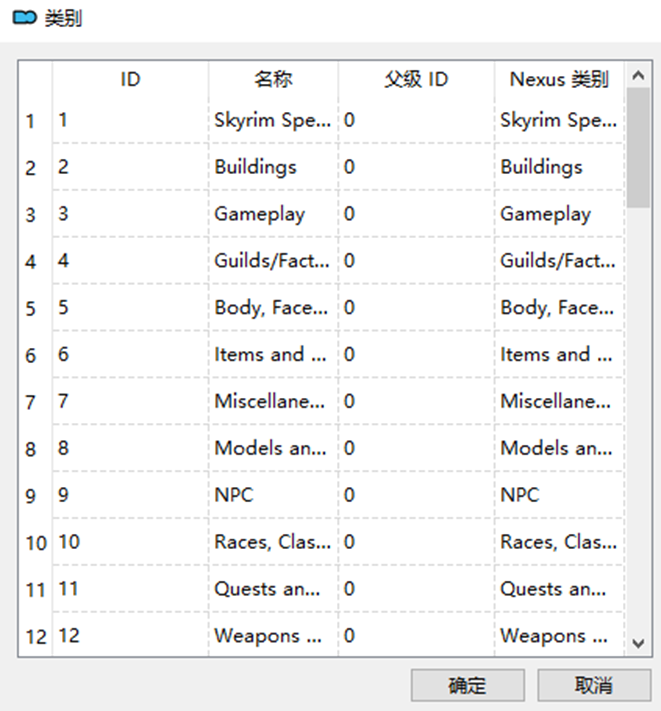 类别
ID 名称 父级 ID Nexus 类别
1 1 Skyrim Spe... 0 Skyrim Spe...
2 2 Buildings 0 Buildings
3 3 Gameplay 0 Gameplay
4 4 Guilds/Fact... 0 Guilds/Fact...
5 5 Body, Face... 0 Body, Face...
6 6 Items and ... 0 Items and ...
7 7 Miscellane... 0 Miscellane...
8 8 Models an... 0 Models an...
9 9 NPC 0 NPC
10 10 Races, Clas... 0 Races, Clas...
11 11 Quests an... 0 Quests an...
12 12 Weapons ... 0 Weapons ...
确定 取消